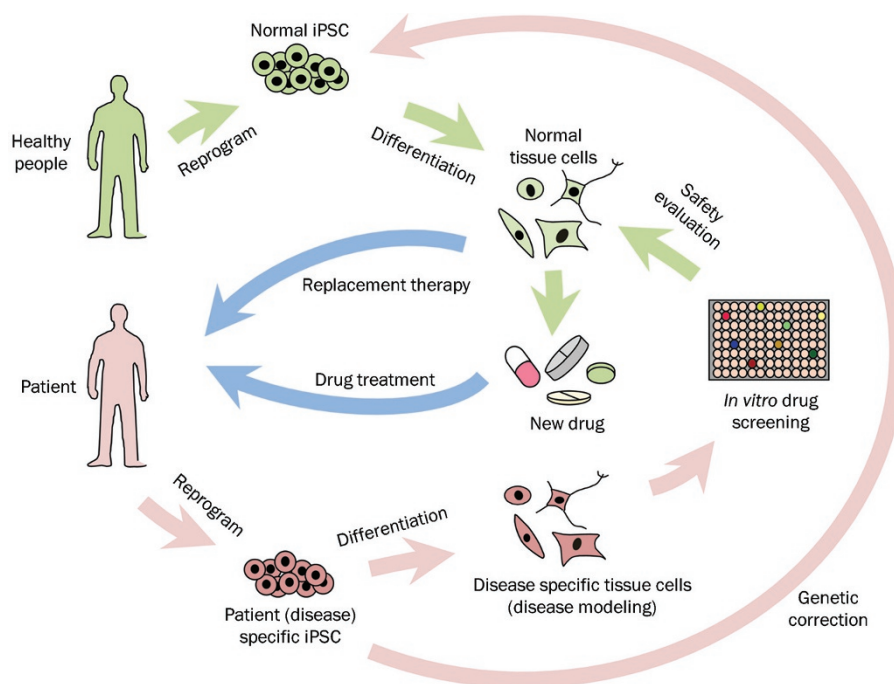 Normal iPSC
Healthy
people
Reprogram
Differentiation
Normal
tissue cells
Safety
evaluation
Replacement therapy
Patient
Drug treatment
New drug
In vitro drug
screening
Reprogram
Differentiation
Patient (disease)
specific iPSC
Disease specific tissue cells
(disease modeling)
Genetic
correction